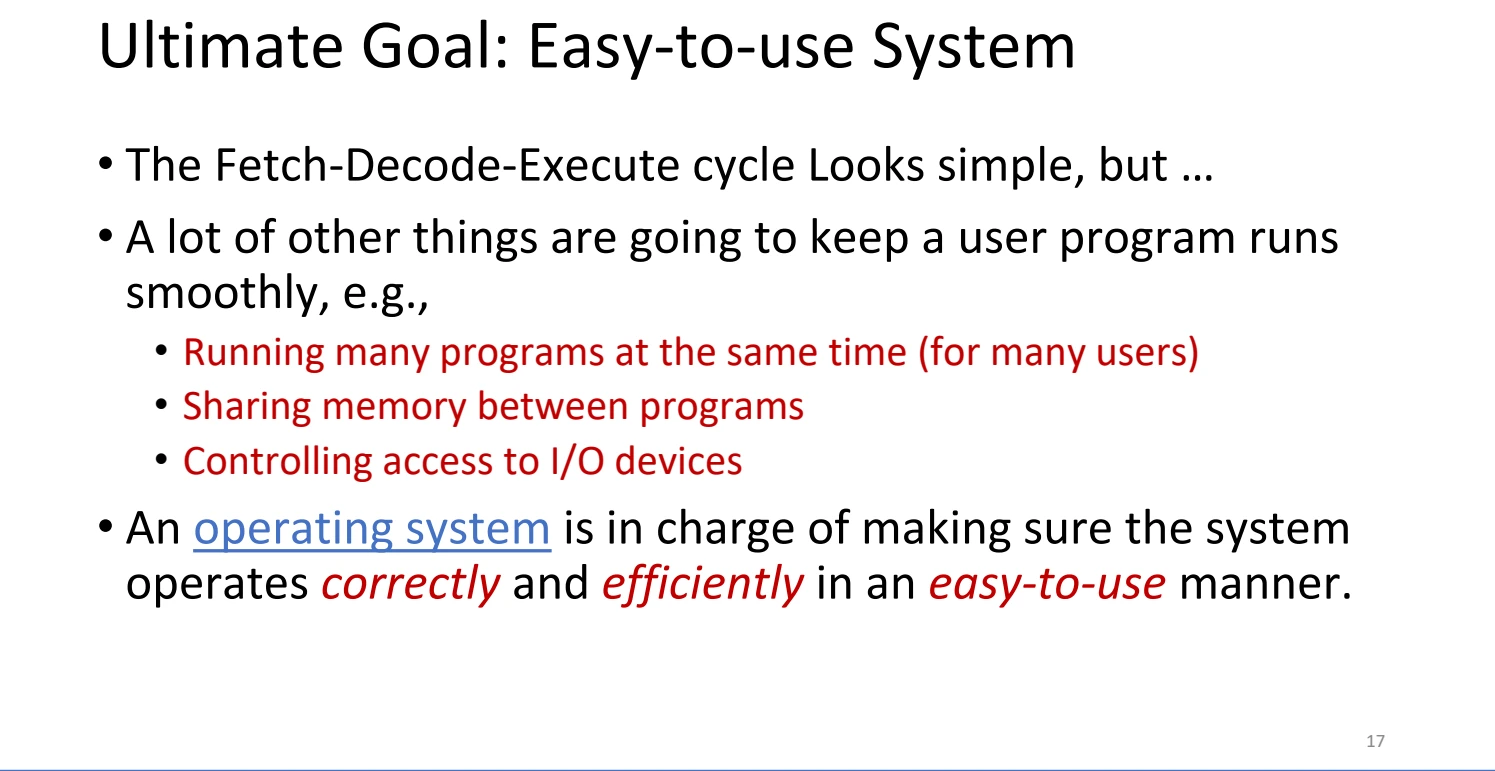 Ultimate Goal: Easy-to-use System
• The Fetch-Decode-Execute cycle Looks simple, but …
• A lot of other things are going to keep a user program runs
smoothly, e.g.,
• Running many programs at the same time (for many users)
• Sharing memory between programs
• Controlling access to I/O devices
• An operating system is in charge of making sure the system
operates correctly and efficiently in an easy-to-use manner.
17